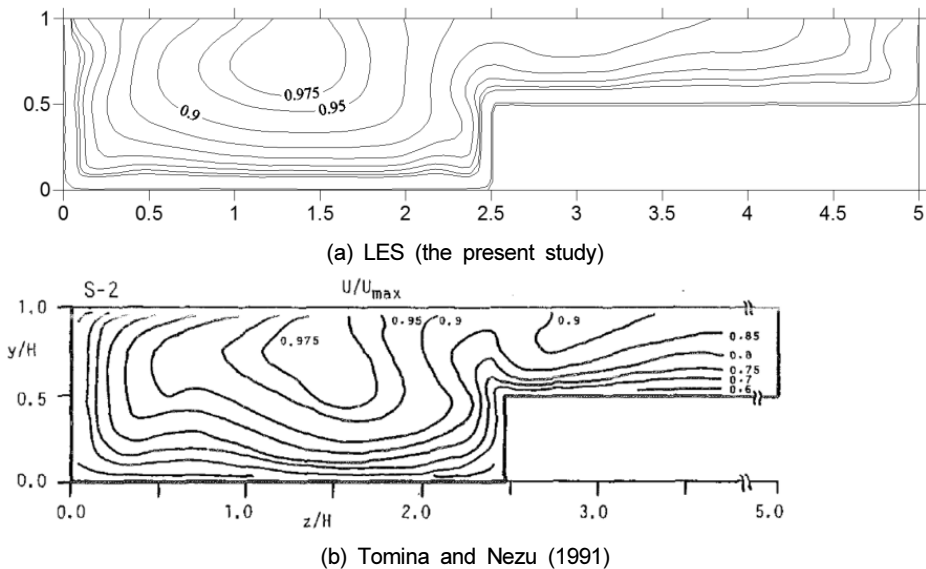 1
0.5
0
0.975
0.9
0.95
0 0.5 1 1.5 2 2.5 3 3.5 4 4.5 5
(a) LES (the present study)
S-2 U/Umax
1.0
y/H
0.5
0.0
0.975
0.95 0.9
0.9
0.85
0.8
0.75
0.7
0.6
0.0 1.0 2.0 3.0 5.0
z/H
(b) Tomina and Nezu (1991)